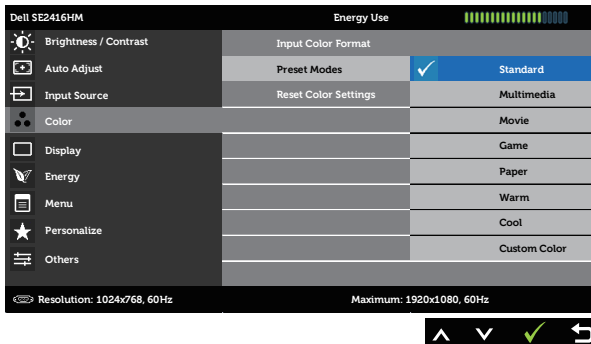 Dell SE2416HM Energy Use
Brightness / Contrast Input Color Format
Auto Adjust Preset Modes Standard
Input Source Reset Color Settings Multimedia
Color Movie
Display Game
Energy Paper
Menu Warm
Personalize Cool
Others Custom Color
Resolution: 1024x768, 60Hz Maximum: 1920x1080, 60Hz